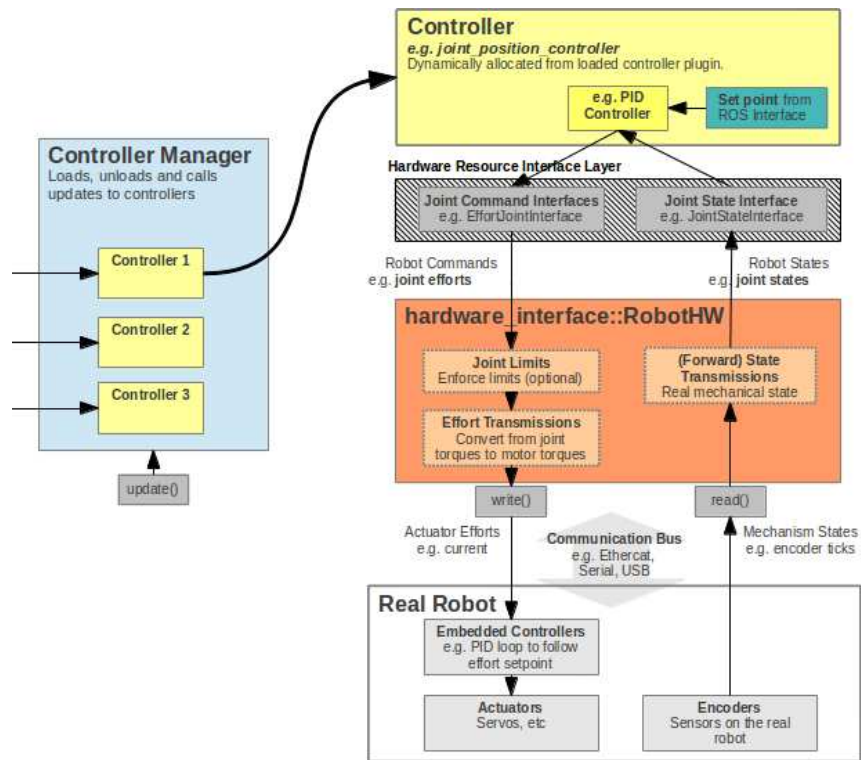 Controller
e.g. joint_position_controller
Dynamically allocated from loaded controller plugin.
e.g. PID
Controller
Set point from
ROS Interface
Controller Manager
Loads, unloads and calls
updates to controllers
Controller 1
Controller 2
Controller 3
update()
Hardware Resource Interface Layer
Joint Command Interfaces
e.g. EffortJointInterface
Joint State Interface
e.g. JointStateInterface
Robot Commands
e.g. joint efforts
Robot States
e.g. joint states
hardware_interface::RobotHW
Joint Limits
Enforce limits (optional)
Effort Transmissions
Convert from joint
torques to motor torques
(Forward) State
Transmissions
Real mechanical state
write()
read()
Actuator Efforts
e.g. current
Communication Bus
e.g. Ethercat,
Serial, USB
Mechanism States
e.g. encoder ticks
Real Robot
Embedded Controllers
e.g. PID loop to follow
effort setpoint
Actuators
Servos, etc
Encoders
Sensors on the real
robot